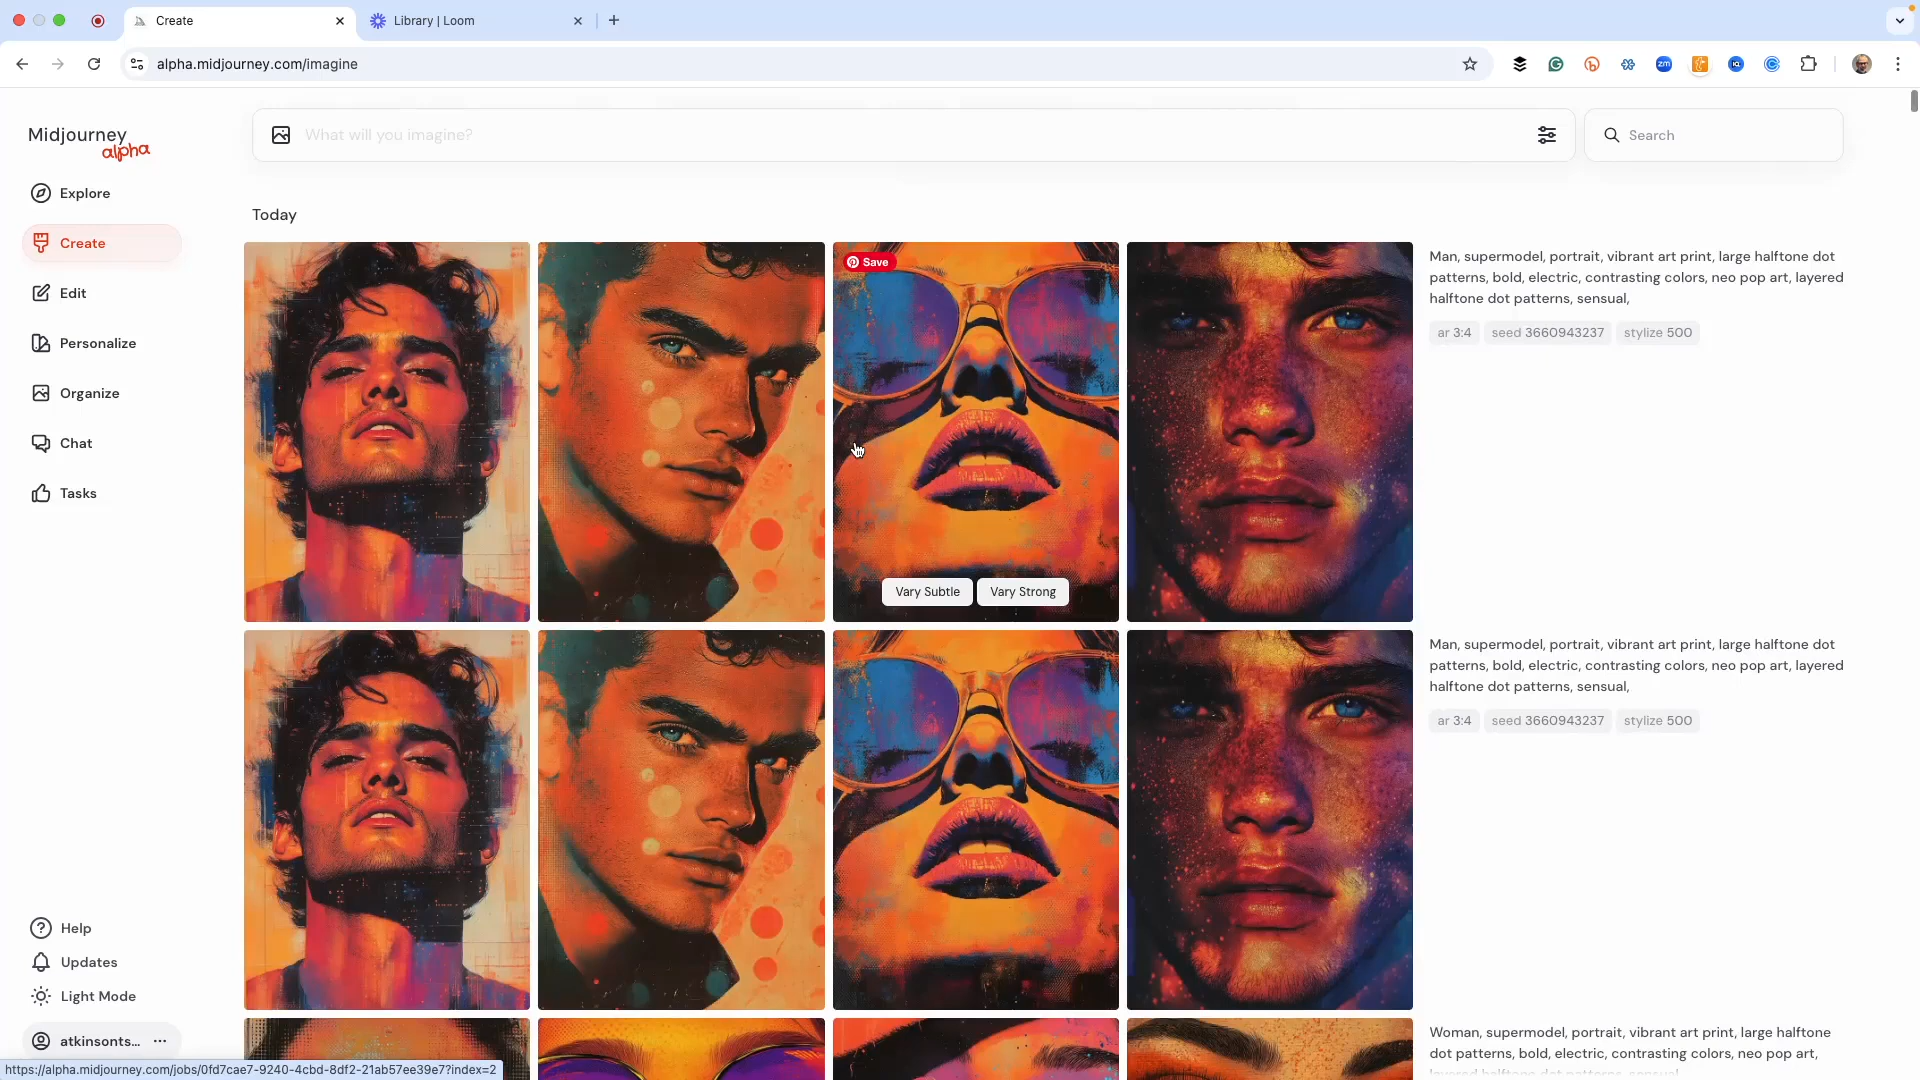 Create
Library | Loom
alpha.midjourney.com/imagine
Midjourney
alpha
What will you imagine?
Search
Explore
Create
Edit
Personalize
Organize
Chat
Tasks
Today
Save
Vary Subtle
Vary Strong
Man, supermodel, portrait, vibrant art print, large halftone dot
patterns, bold, electric, contrasting colors, neo pop art, layered
halftone dot patterns, sensual,
ar 3:4 seed 3660943237 stylize 500
Man, supermodel, portrait, vibrant art print, large halftone dot
patterns, bold, electric, contrasting colors, neo pop art, layered
halftone dot patterns, sensual,
ar 3:4 seed 3660943237 stylize 500
Woman, supermodel, portrait, vibrant art print, large halftone
dot patterns, bold, electric, contrasting colors, neo pop art,
layered halftone dot patterns, sensual
Help
Updates
Light Mode
atkinsonts...
https://alpha.midjourney.com/jobs/0fd7cae7-9240-4cbd-8df2-21ab57ee39e7?index=2